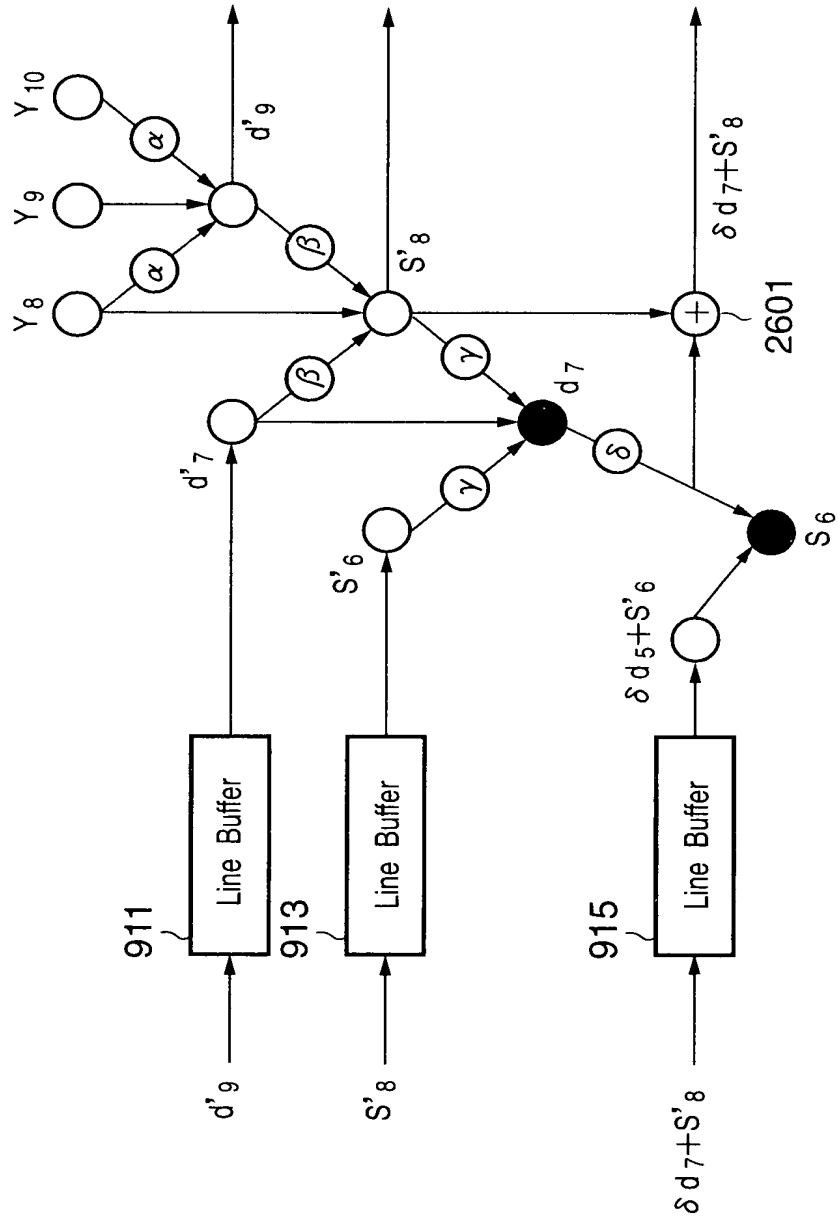 Y8
Y9
Y10
α
α
d'9
d'7
β
β
S'8
S'6
γ
γ
d7
δ
δd5+S'6
S6
+
2601
δd7+S'8
911
Line Buffer
d'9
913
Line Buffer
S'8
915
Line Buffer
δd7+S'8